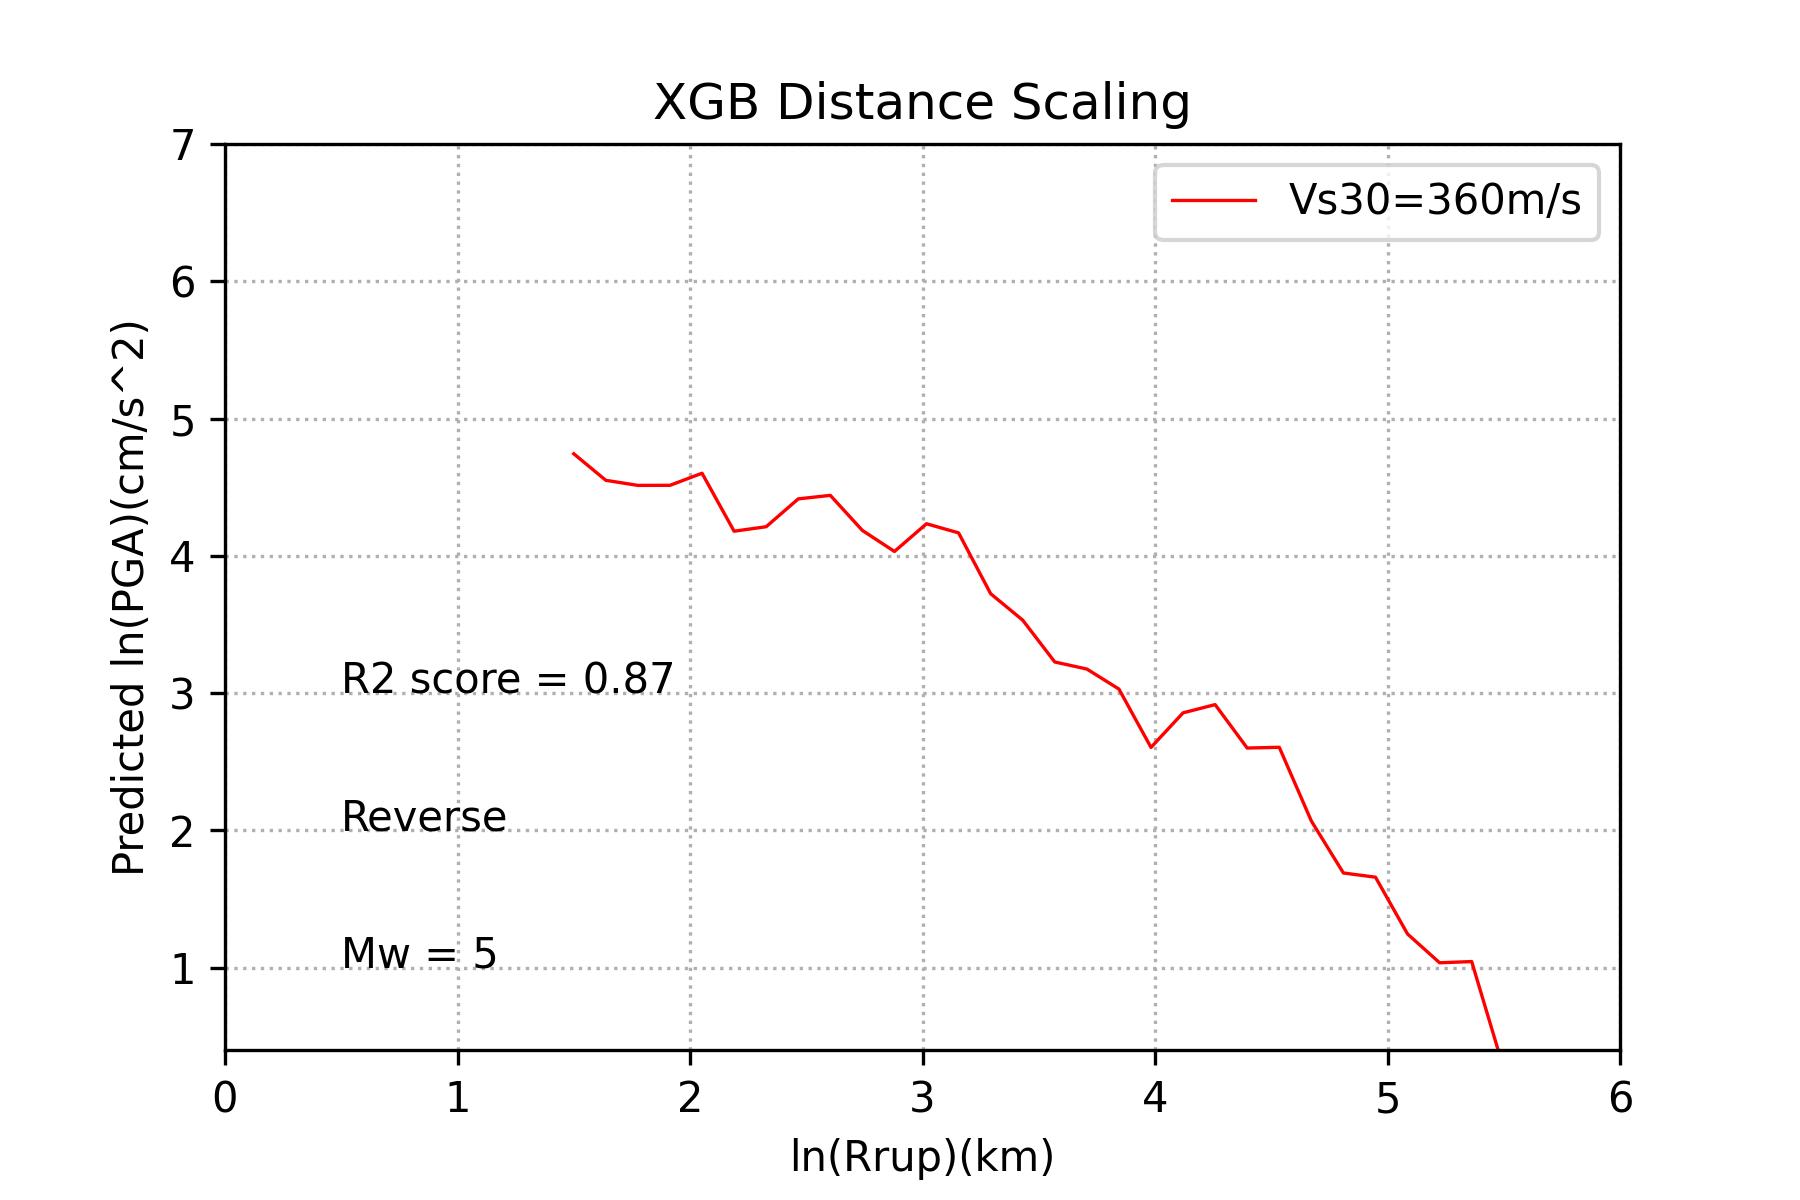 XGB Distance Scaling
7
6
5
4
3
2
1
Predicted ln(PGA)(cm/s^2)
Vs30=360m/s
R2 score = 0.87
Reverse
Mw = 5
0 1 2 3 4 5 6
ln(Rrup)(km)